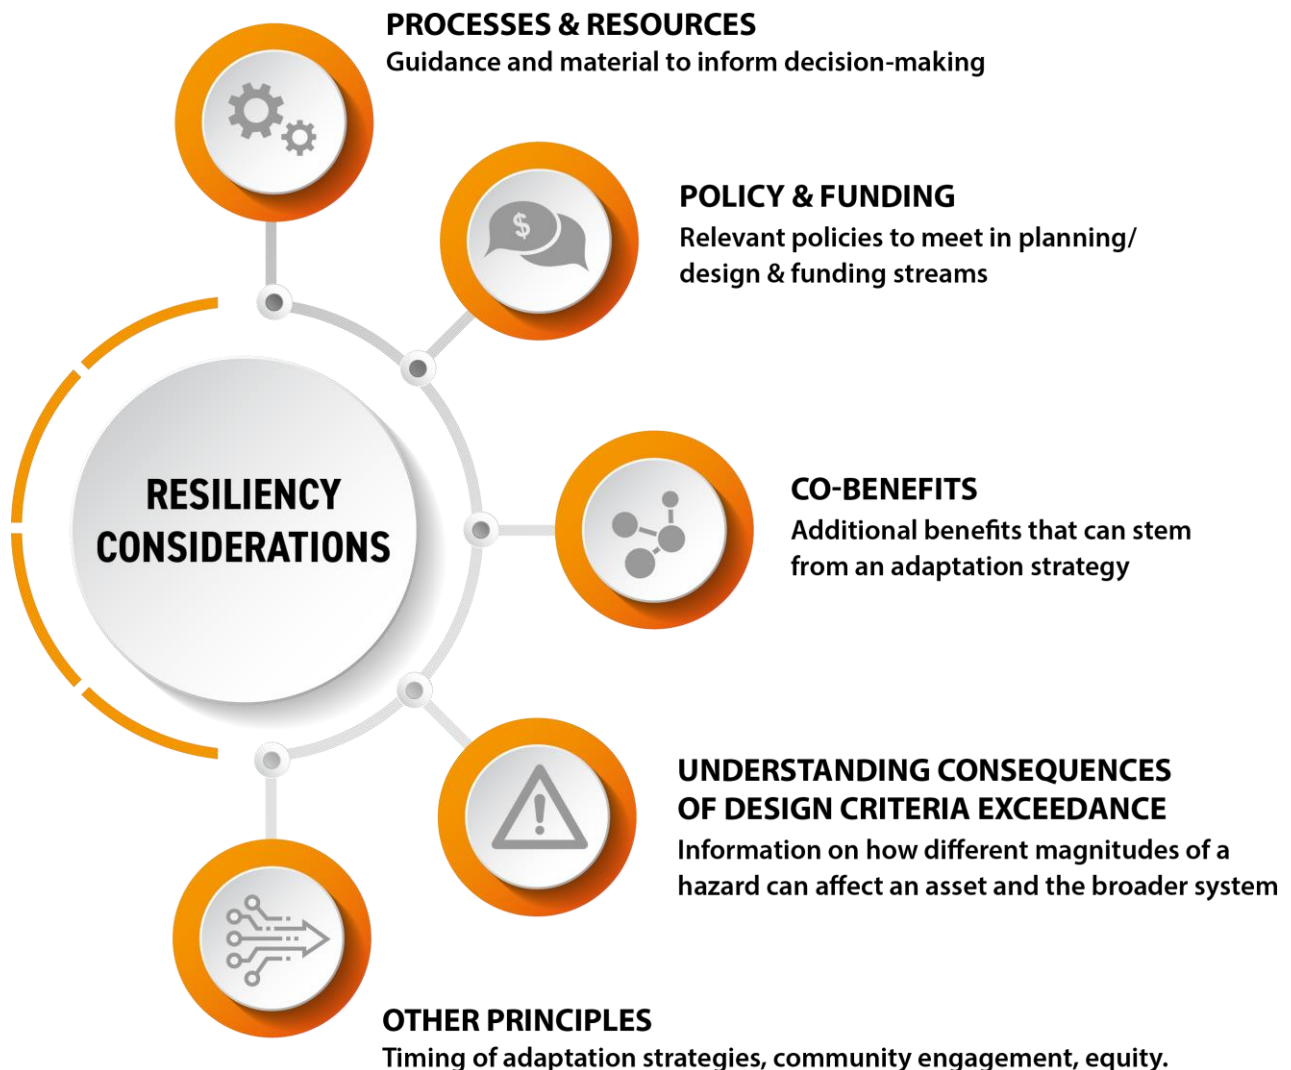 PROCESSES & RESOURCES
Guidance and material to inform decision-making
$
POLICY & FUNDING
Relevant policies to meet in planning/
design & funding streams
RESILIENCY
CONSIDERATIONS
CO-BENEFITS
Additional benefits that can stem
from an adaptation strategy
UNDERSTANDING CONSEQUENCES
OF DESIGN CRITERIA EXCEEDANCE
Information on how different magnitudes of a
hazard can affect an asset and the broader system
OTHER PRINCIPLES
Timing of adaptation strategies, community engagement, equity.